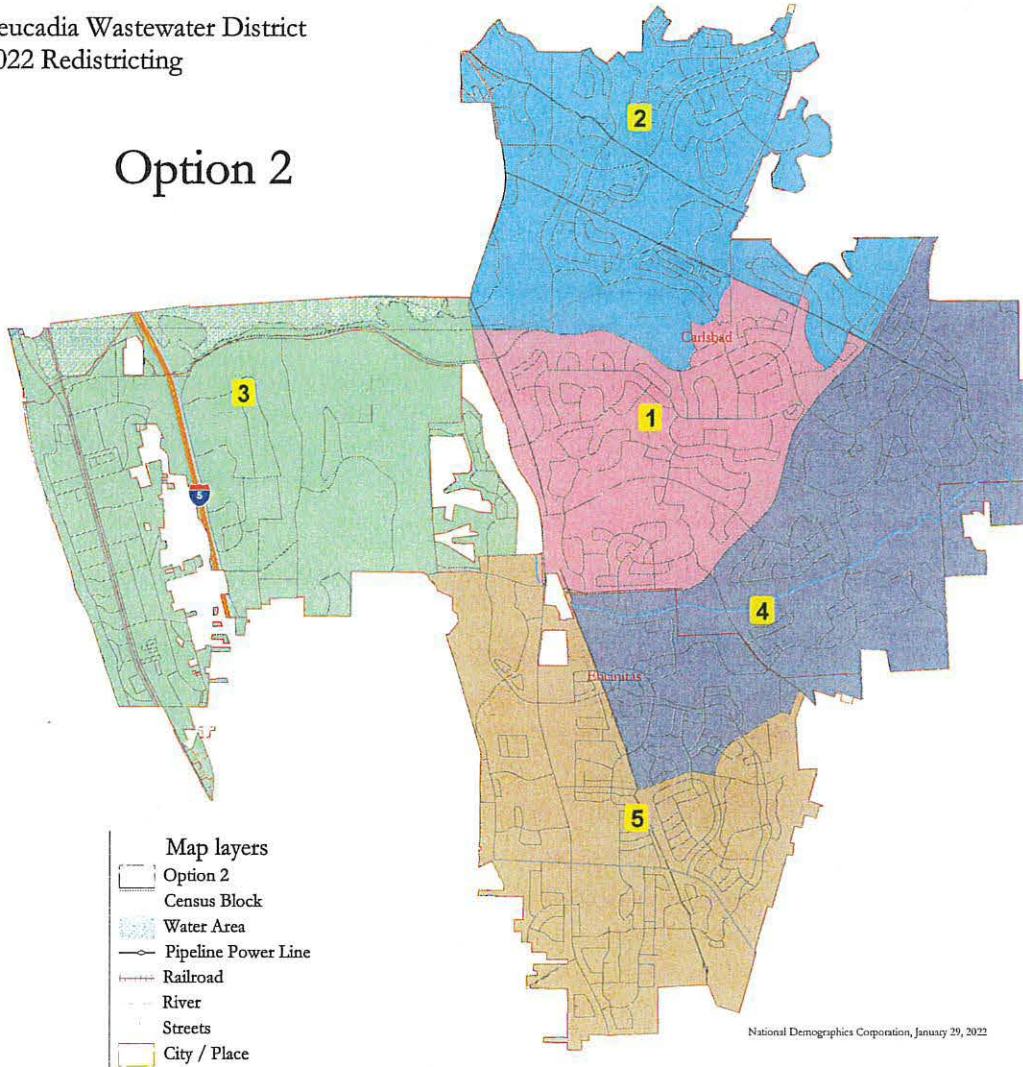 eucadia Wastewater District
022 Redistricting
Option 2
2
Carlsbad
3
1
5
4
Encinitas
5
Map layers
Option 2
Census Block
Water Area
Pipeline Power Line
Railroad
River
Streets
City / Place
National Demographics Corporation, January 29, 2022